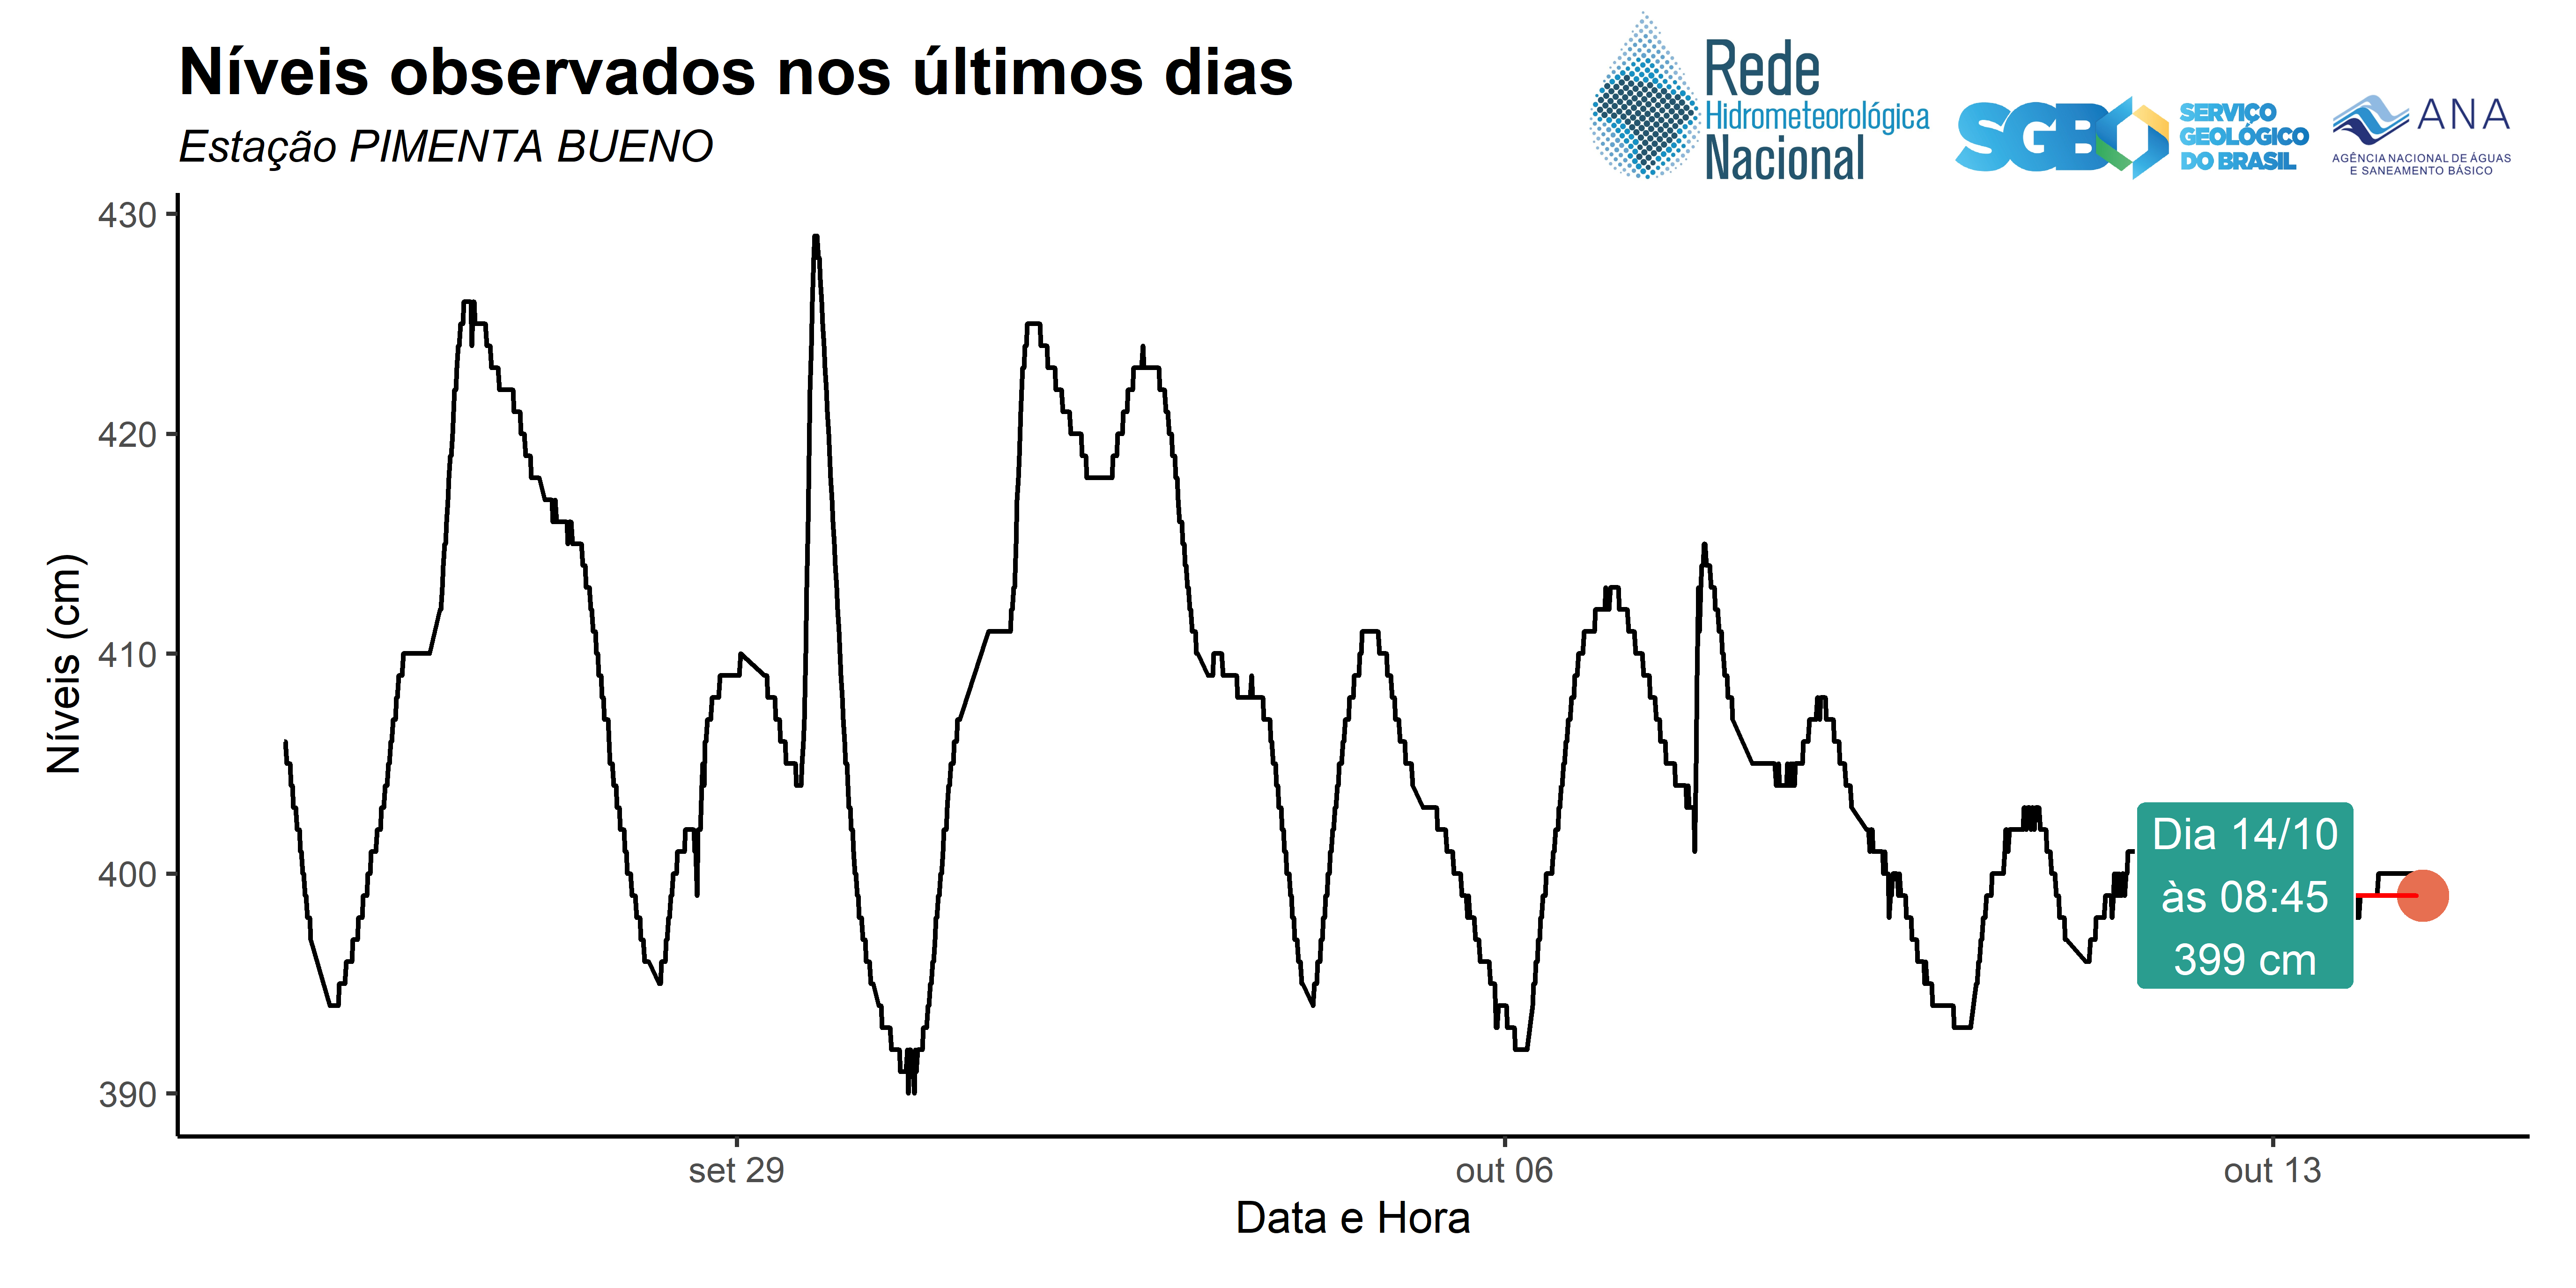 Níveis observados nos últimos dias
Estação PIMENTA BUENO
Rede
Hidrometeorológica
Nacional
SGB
SERVIÇO
GEOLÓGICO
DO BRASIL
ANA
AGÊNCIA NACIONAL DE ÁGUAS
E SANEAMENTO BÁSICO
Níveis (cm)
430
420
410
400
390
Dia 14/10
às 08:45
399 cm
set 29
out 06
out 13
Data e Hora